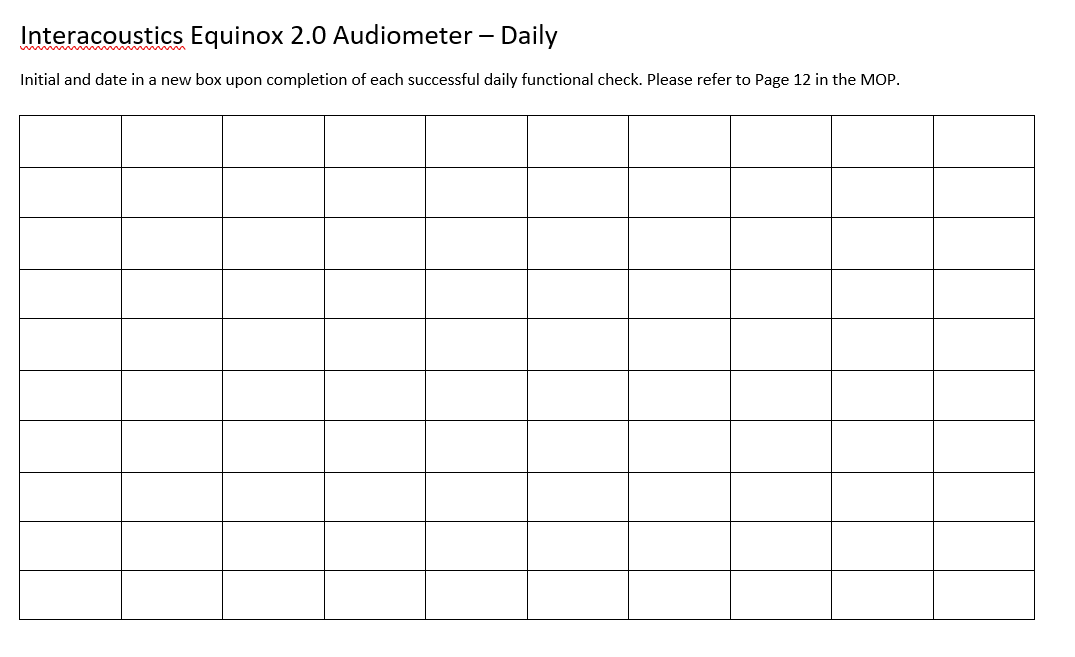 Interacoustics Equinox 2.0 Audiometer – Daily
Initial and date in a new box upon completion of each successful daily functional check. Please refer to Page 12 in the MOP.